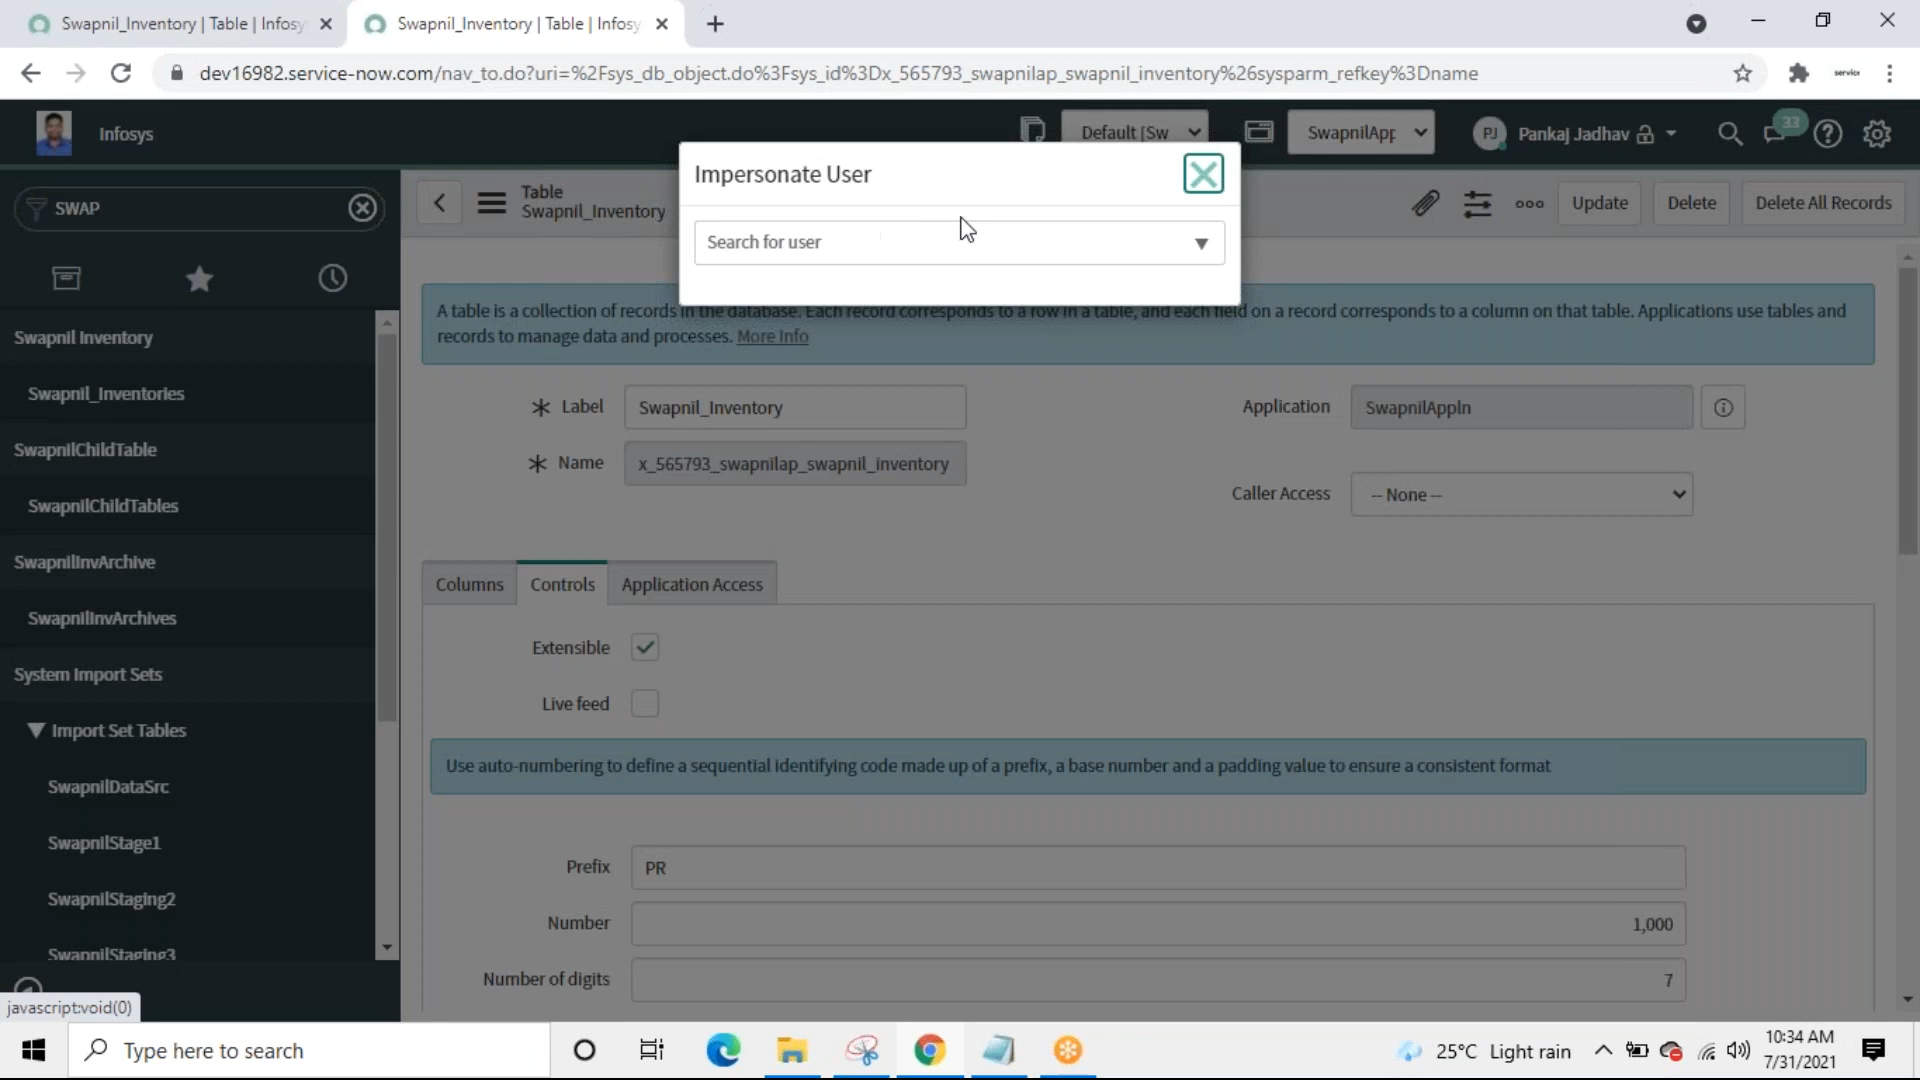 Swapnil_Inventory | Table | Infosy
Swapnil_Inventory | Table | Infosy
dev16982.service-now.com/nav_to.do?uri=%2Fsys_db_object.do%3Fsys_id%3Dx_565793_swapnilap_swapnil_inventory%26sysparm_refkey%3Dname
service
Infosys
Default [Sw
SwapnilApp
PJ
Pankaj Jadhav
33
SWAP
Table
Swapnil_Inventory
Update
Delete
Delete All Records
Impersonate User
Search for user
A table is a collection of records in the database. Each record corresponds to a row in a table, and each field on a record corresponds to a column on that table. Applications use tables and
records to manage data and processes. More Info
Swapnil Inventory
Swapnil_Inventories
SwapnilChildTable
SwapnilChildTables
SwapnilInvArchive
SwapnilInvArchives
System Import Sets
Import Set Tables
SwapnilDataSrc
SwapnilStage1
SwapnilStaging2
SwapnilStaging3
Label
Swapnil_Inventory
Application
SwapnilAppln
Name
x_565793_swapnilap_swapnil_inventory
Caller Access
-- None --
Columns
Controls
Application Access
Extensible
Live feed
Use auto-numbering to define a sequential identifying code made up of a prefix, a base number and a padding value to ensure a consistent format
Prefix
PR
Number
1,000
Number of digits
7
javascript:void(0)
Type here to search
25°C Light rain
10:34 AM
7/31/2021